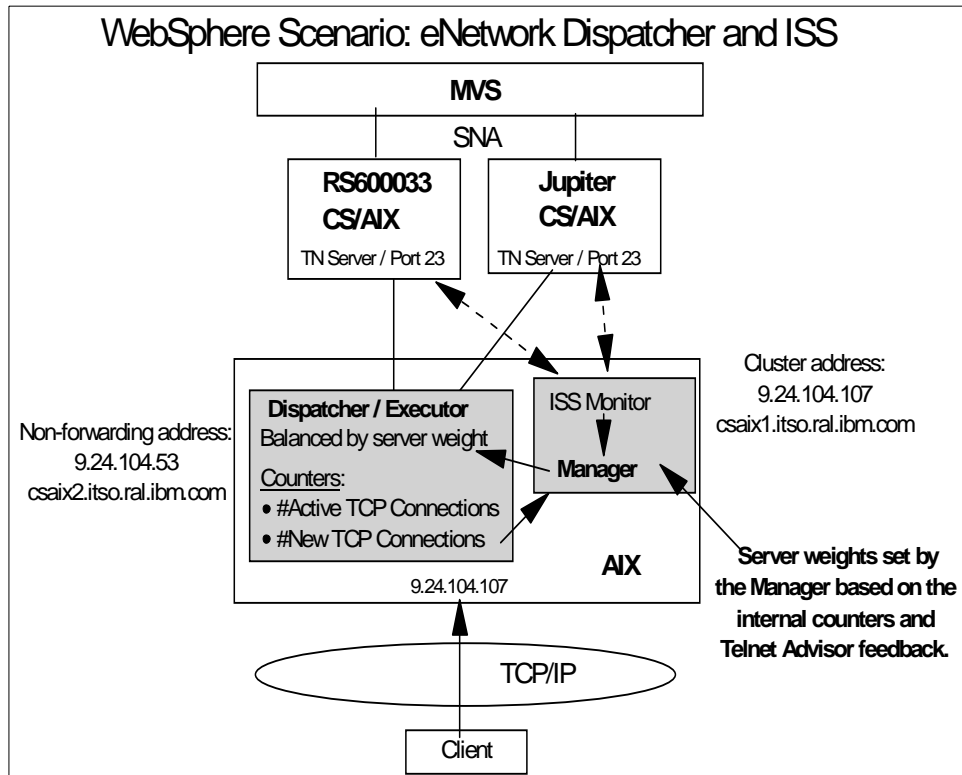 WebSphere Scenario: eNetwork Dispatcher and ISS
MVS
SNA
RS600033
CS/AIX
TN Server / Port 23
Jupiter
CS/AIX
TN Server / Port 23
Cluster address:
9.24.104.107
csaix1.itso.ral.ibm.com
Non-forwarding address:
9.24.104.53
csaix2.itso.ral.ibm.com
Dispatcher / Executor
Balanced by server weight
Counters:
• #Active TCP Connections
• #New TCP Connections
ISS Monitor
Manager
AIX
9.24.104.107
Server weights set by
the Manager based on the
internal counters and
Telnet Advisor feedback.
TCP/IP
Client